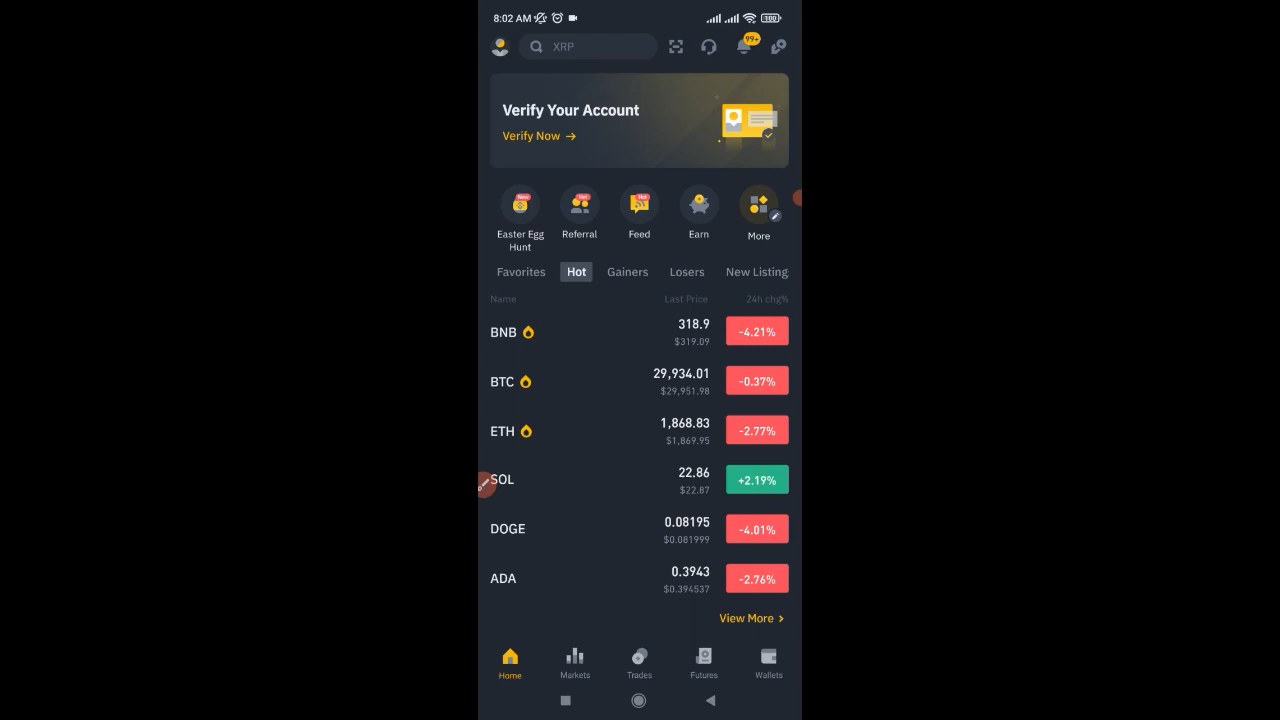 8:02 AM 100
XRP 99+
Verify Your Account
Verify Now →
New Hot Hot
Easter Egg Hunt Referral Feed Earn More
Favorites Hot Gainers Losers New Listing
Name Last Price 24h chg%
BNB 318.9 -4.21%
$319.09
BTC 29,934.01 -0.37%
$29,951.98
ETH 1,868.83 -2.77%
$1,869.95
SOL 22.86 +2.19%
$22.87
DOGE 0.08195 -4.01%
$0.081999
ADA 0.3943 -2.76%
$0.394537
View More >
Home Markets Trades Futures Wallets